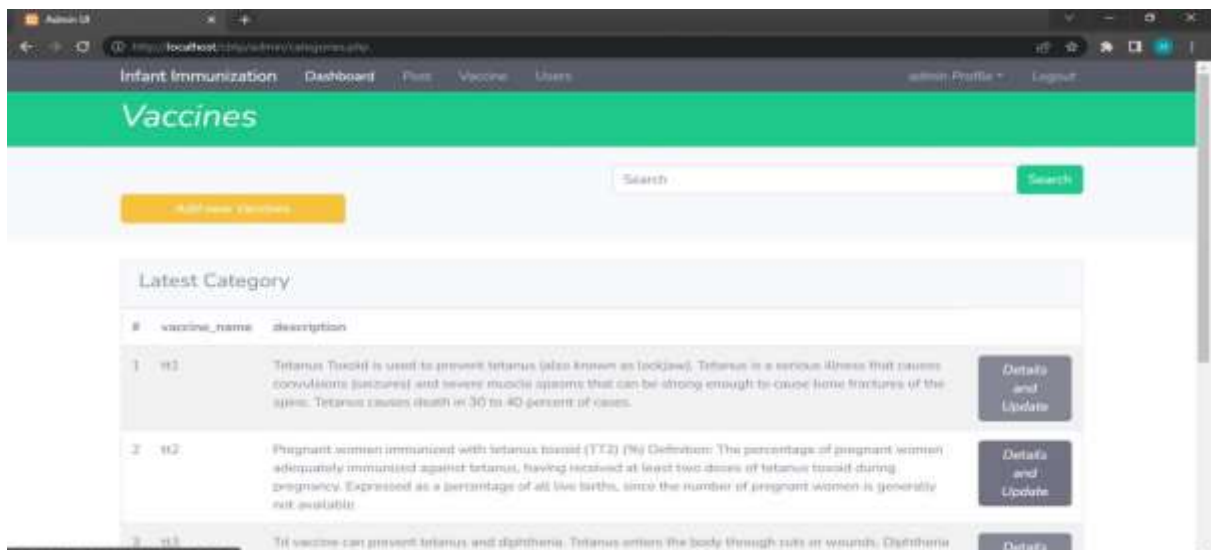 Admin UI
localhost
Infant Immunization Dashboard Post Vaccine Users admin Profile Logout
Vaccines
Search Search
Add new Vaccines
Latest Category
# vaccine_name description
1 tt1 Tetanus Toxoid is used to prevent tetanus (also known as lockjaw). Tetanus is a serious illness that causes
convulsions (seizures) and severe muscle spasms that can be strong enough to cause bone fractures of the
spine. Tetanus causes death in 30 to 40 percent of cases.
Details
and
Update
2 tt2 Pregnant women immunized with tetanus toxoid (TT2) (%) Definition: The percentage of pregnant women
adequately immunized against tetanus, having received at least two doses of tetanus toxoid during
pregnancy. Expressed as a percentage of all live births, since the number of pregnant women is generally
not available.
Details
and
Update
3 tt3 vaccine can prevent tetanus and diphtheria. Tetanus enters the body through cuts or wounds. Diphtheria
Details